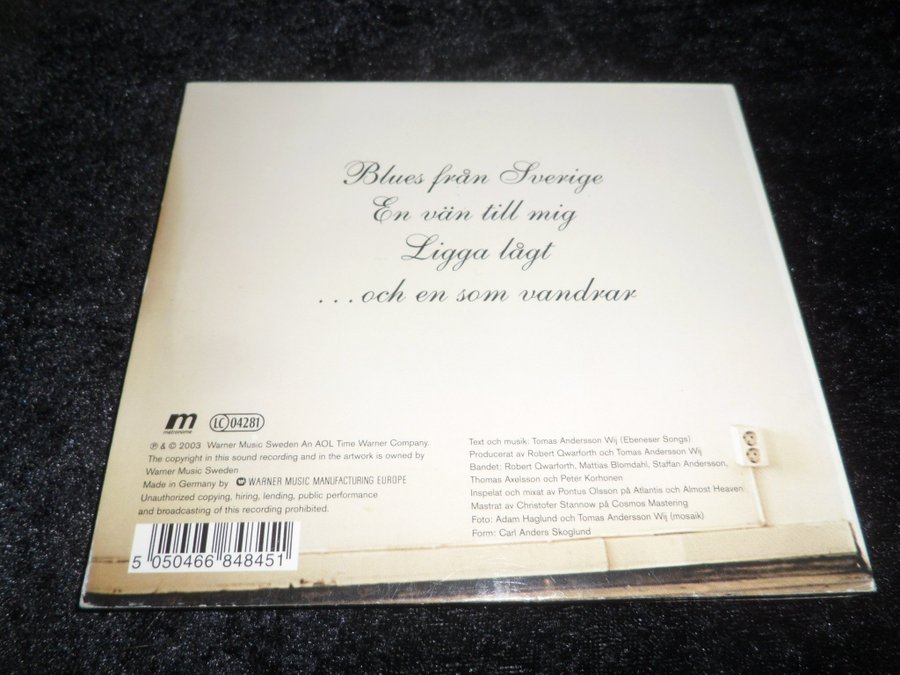 Blues från Sverige
En vän till mig
Ligga lågt
...och en som vandrar
m
metronome
LC 04281
℗ & © 2003 Warner Music Sweden An AOL Time Warner Company.
The copyright in this sound recording and in the artwork is owned by
Warner Music Sweden
Made in Germany by WARNER MUSIC MANUFACTURING EUROPE
Unauthorized copying, hiring, lending, public performance
and broadcasting of this recording prohibited.
5 050466 848451
Text och musik: Tomas Andersson Wij (Ebeneser Songs)
Producerat av Robert Qwarforth och Tomas Andersson Wij
Bandet: Robert Qwarforth, Mattias Blomdahl, Staffan Andersson,
Thomas Axelsson och Peter Korhonen
Inspelat och mixat av Pontus Olsson på Atlantis och Almost Heaven
Mastrat av Christofer Stannow på Cosmos Mastering
Foto: Adam Haglund och Tomas Andersson Wij (mosaik)
Form: Carl Anders Skoglund